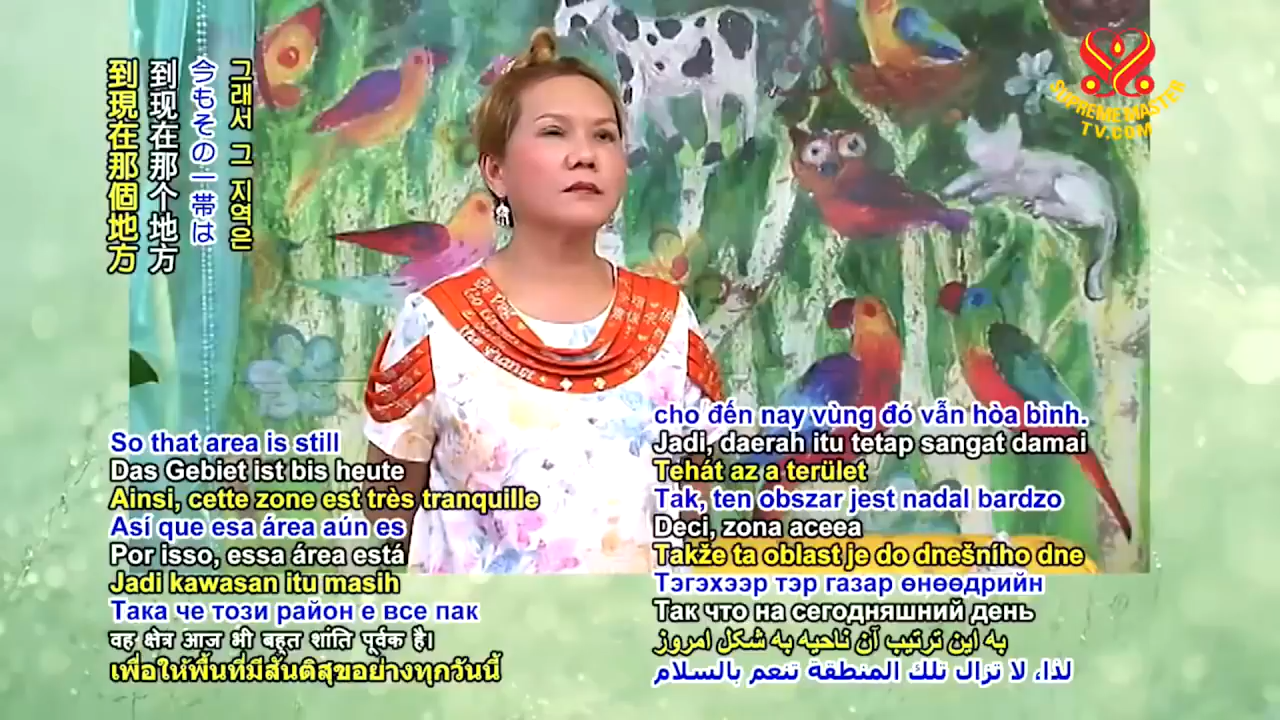 그래서 그 지역은
今もその一帯は
到现在那个地方
到現在那個地方
SUPREME MASTER
TV.COM
So that area is still
Das Gebiet ist bis heute
Ainsi, cette zone est très tranquille
Así que esa área aún es
Por isso, essa área está
Jadi kawasan itu masih
Така че този район е все пак
वह क्षेत्र आज भी बहुत शांति पूर्वक है।
เพื่อให้พื้นที่มีสันติสุขอย่างทุกวันนี้
cho đến nay vùng đó vẫn hòa bình.
Jadi, daerah itu tetap sangat damai
Tehát az a terület
Tak, ten obszar jest nadal bardzo
Deci, zona aceea
Takže ta oblast je do dnešního dne
Тэгэхээр тэр газар өнөөдрийн
Так что на сегодняшний день
به این ترتیب آن ناحیه به شکل امروز
لذا، لا تزال تلك المنطقة تنعم بالسلام